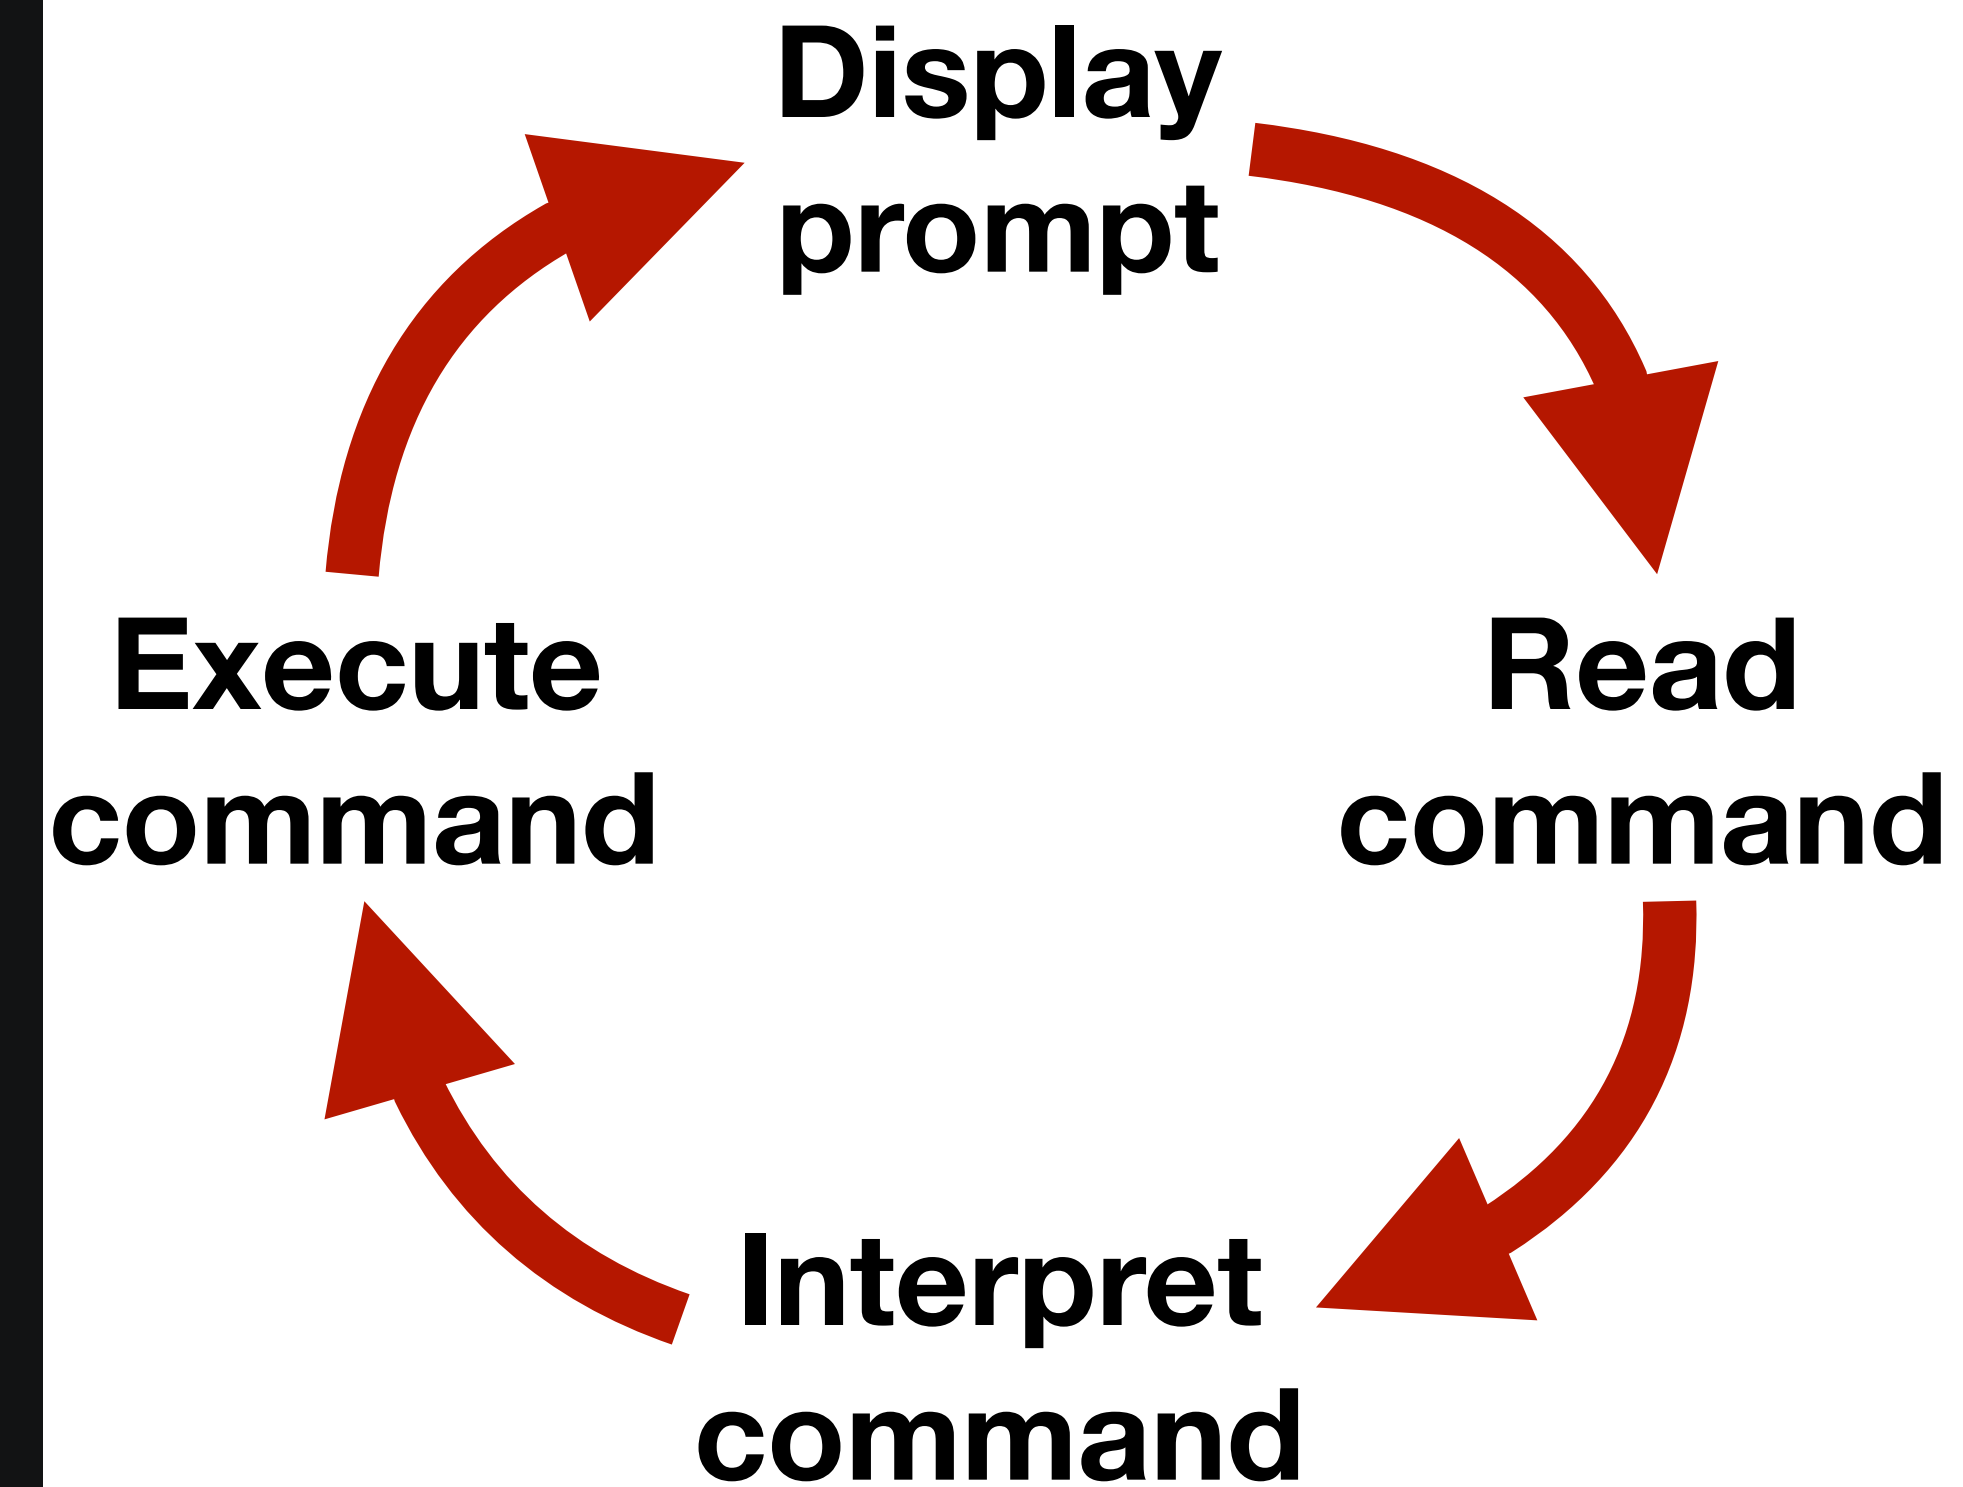 Display
prompt
Read
command
Interpret
command
Execute
command